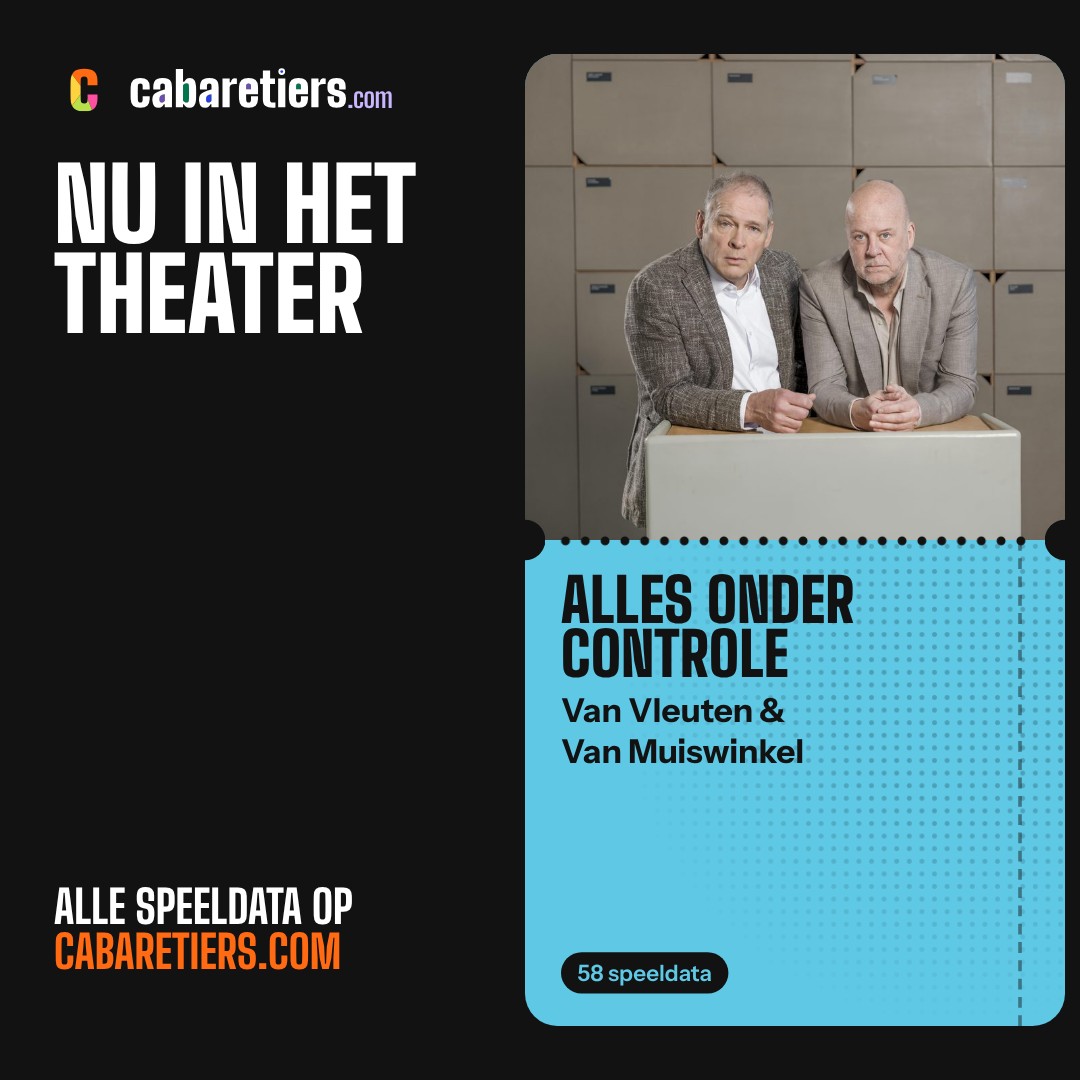 cabaretiers.com
NU IN HET
THEATER
ALLES ONDER
CONTROLE
Van Vleuten &
Van Muiswinkel
58 speeldata
ALLE SPEELDATA OP
CABARETIERS.COM